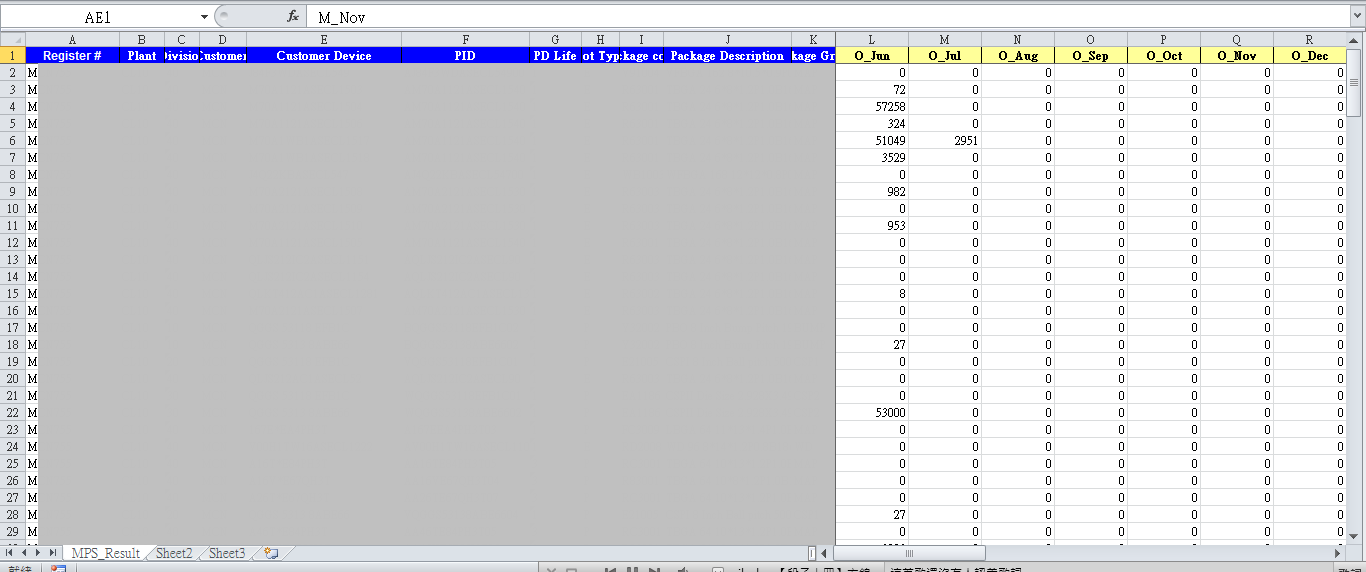 AE1 fx M_Nov
A B C D E F G H I J K L M N O P Q R
1 Register # Plant Divisio Customer Customer Device PID PD Life ot Typ kage co Package Description kage Gr O_Jun O_Jul O_Aug O_Sep O_Oct O_Nov O_Dec
2 M 0 0 0 0 0 0 0
3 M 72 0 0 0 0 0 0
4 M 57258 0 0 0 0 0 0
5 M 324 0 0 0 0 0 0
6 M 51049 2951 0 0 0 0 0
7 M 3529 0 0 0 0 0 0
8 M 0 0 0 0 0 0 0
9 M 982 0 0 0 0 0 0
10 M 0 0 0 0 0 0 0
11 M 953 0 0 0 0 0 0
12 M 0 0 0 0 0 0 0
13 M 0 0 0 0 0 0 0
14 M 0 0 0 0 0 0 0
15 M 8 0 0 0 0 0 0
16 M 0 0 0 0 0 0 0
17 M 0 0 0 0 0 0 0
18 M 27 0 0 0 0 0 0
19 M 0 0 0 0 0 0 0
20 M 0 0 0 0 0 0 0
21 M 0 0 0 0 0 0 0
22 M 53000 0 0 0 0 0 0
23 M 0 0 0 0 0 0 0
24 M 0 0 0 0 0 0 0
25 M 0 0 0 0 0 0 0
26 M 0 0 0 0 0 0 0
27 M 0 0 0 0 0 0 0
28 M 27 0 0 0 0 0 0
29 M 0 0 0 0 0 0 0
MPS_Result Sheet2 Sheet3
就緒